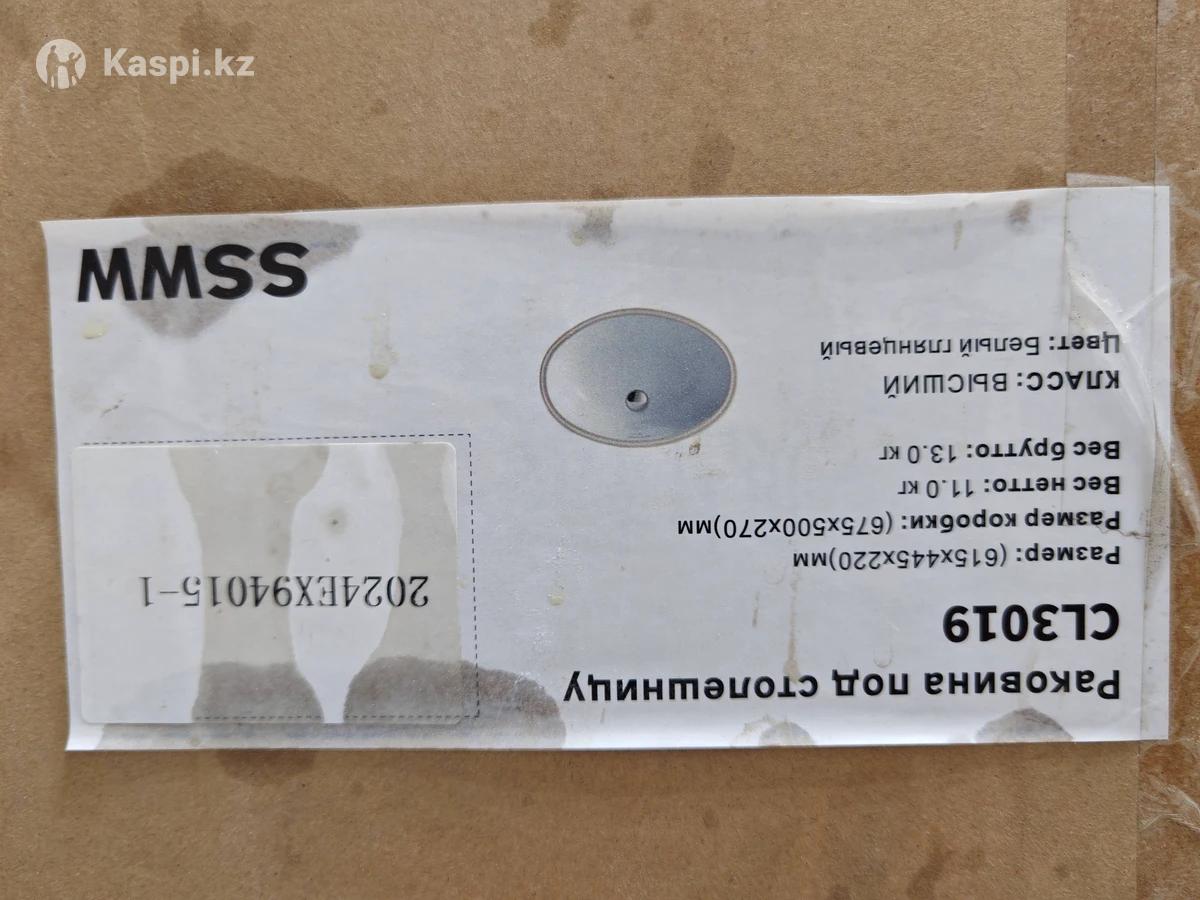 Kaspi.kz
Раковина под столешницу
CL3019
Размер: (615x445x220)мм
Размер коробки: (675x500x270)мм
Вес нетто: 11.0 кг
Вес брутто: 13.0 кг
КЛАСС: ВЫСШИЙ
Цвет: Белый глянцевый
2024EX94015-1
SSWW